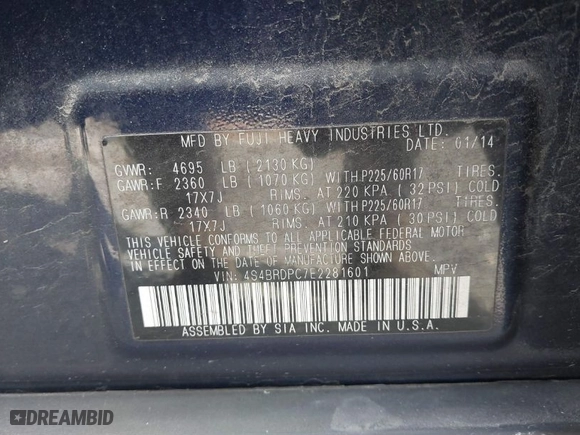 MFD BY FUJI HEAVY INDUSTRIES LTD.
DATE: 01/14
GVWR: 4695 LB ( 2130 KG)
GAWR:F 2360 LB ( 1070 KG) WITH P225/60R17 TIRES.
17X7J RIMS. AT 220 KPA. ( 32 PSI) COLD
GAWR:R 2340 LB ( 1060 KG) WITH P225/60R17 TIRES.
17X7J RIMS. AT 210 KPA. ( 30 PSI) COLD
THIS VEHICLE CONFORMS TO ALL APPLICABLE FEDERAL MOTOR
VEHICLE SAFETY AND THEFT PREVENTION STANDARDS
IN EFFECT ON THE DATE OF MANUFACTURE SHOWN ABOVE.
VIN: 4S4BRDPC7E2281601 MPV
ASSEMBLED BY SIA INC. MADE IN U.S.A.
DREAMBID